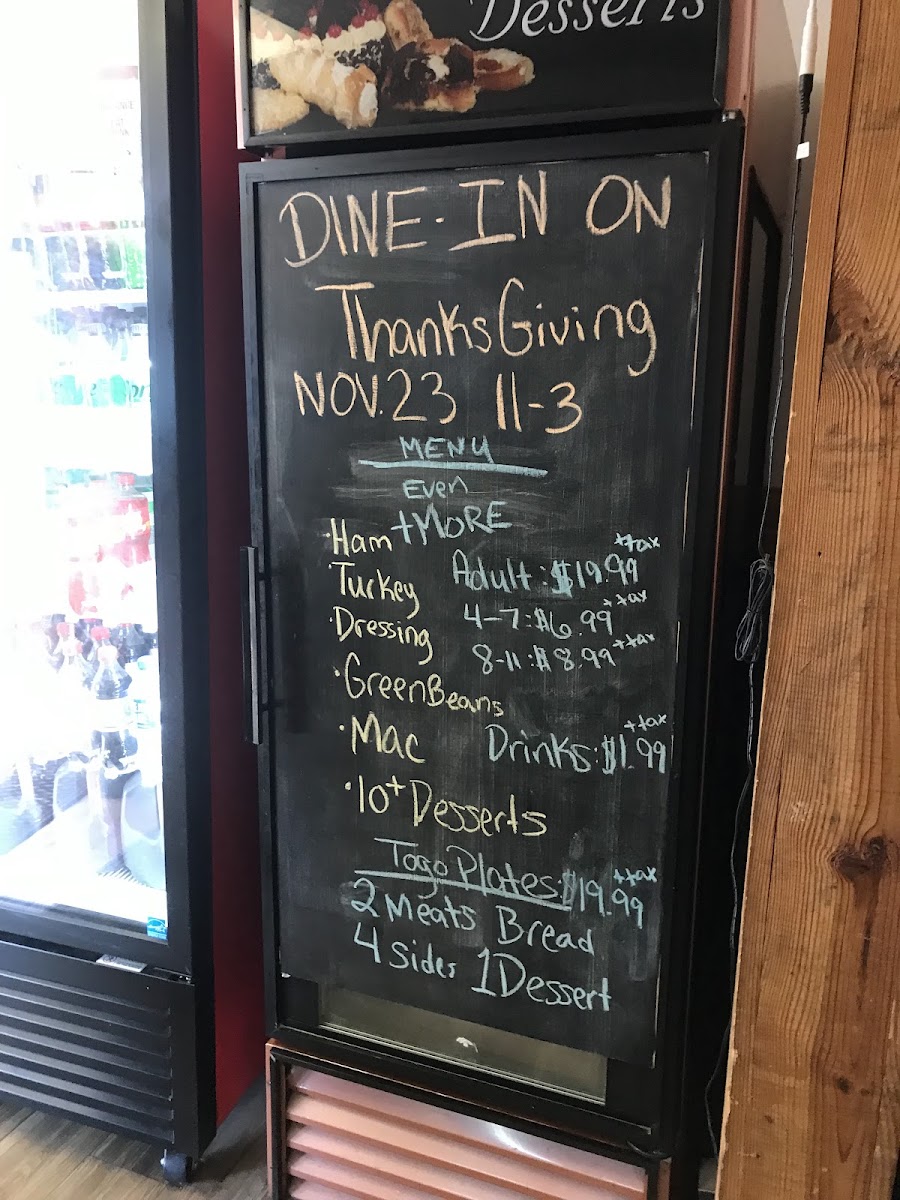 Desserts
DINE-IN ON
ThanksGiving
NOV. 23 11-3
MENU
Even
+MORE
·Ham
·Turkey
·Dressing
·GreenBeans
·Mac
·10+ Desserts
Adult: $19.99 +tax
4-7: $6.99 +tax
8-11: $8.99 +tax
Drinks: $1.99 +tax
Togo Plates: $19.99 +tax
2 Meats Bread
4 Sides 1 Dessert